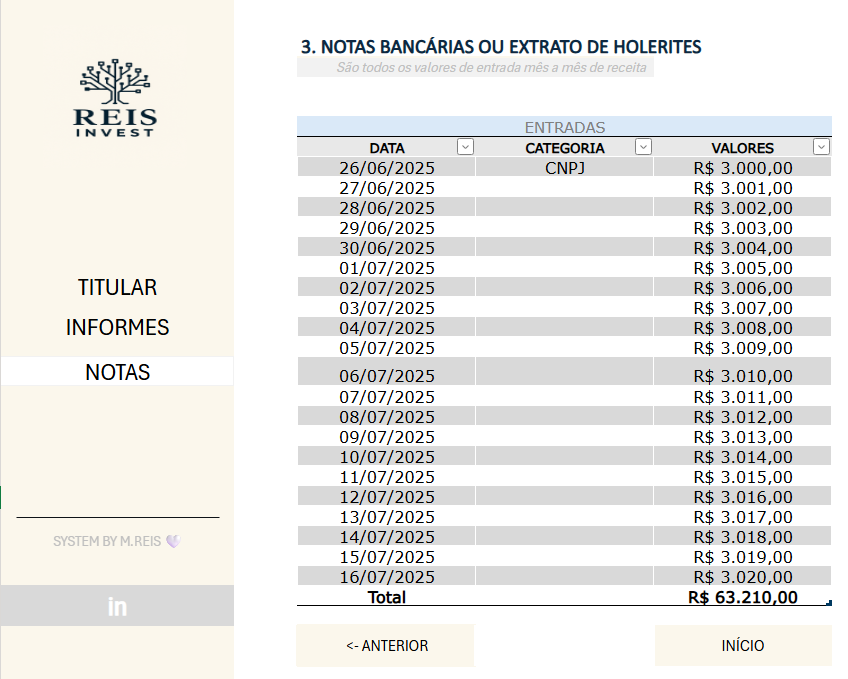 REIS
INVEST
TITULAR
INFORMES
NOTAS
SYSTEM BY M.REIS
in
3. NOTAS BANCÁRIAS OU EXTRATO DE HOLERITES
São todos os valores de entrada mês a mês de receita
ENTRADAS
DATA CATEGORIA VALORES
26/06/2025 CNPJ R$ 3.000,00
27/06/2025 R$ 3.001,00
28/06/2025 R$ 3.002,00
29/06/2025 R$ 3.003,00
30/06/2025 R$ 3.004,00
01/07/2025 R$ 3.005,00
02/07/2025 R$ 3.006,00
03/07/2025 R$ 3.007,00
04/07/2025 R$ 3.008,00
05/07/2025 R$ 3.009,00
06/07/2025 R$ 3.010,00
07/07/2025 R$ 3.011,00
08/07/2025 R$ 3.012,00
09/07/2025 R$ 3.013,00
10/07/2025 R$ 3.014,00
11/07/2025 R$ 3.015,00
12/07/2025 R$ 3.016,00
13/07/2025 R$ 3.017,00
14/07/2025 R$ 3.018,00
15/07/2025 R$ 3.019,00
16/07/2025 R$ 3.020,00
Total R$ 63.210,00
<- ANTERIOR INÍCIO